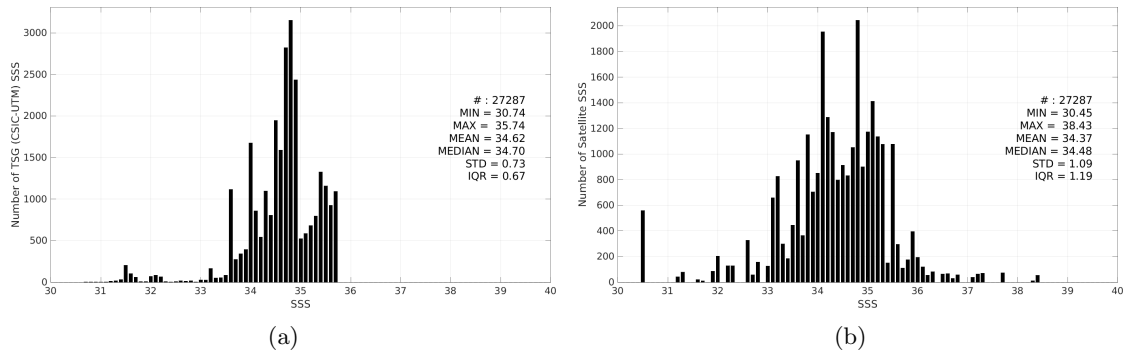 Number of TSG (CSIC-UTM) SSS
3000
2500
2000
1500
1000
500
0
# : 27287
MIN = 30.74
MAX = 35.74
MEAN = 34.62
MEDIAN = 34.70
STD = 0.73
IQR = 0.67
30 31 32 33 34 35 36 37 38 39 40
SSS
(a)
Number of Satellite SSS
2000
1800
1600
1400
1200
1000
800
600
400
200
0
# : 27287
MIN = 30.45
MAX = 38.43
MEAN = 34.37
MEDIAN = 34.48
STD = 1.09
IQR = 1.19
30 31 32 33 34 35 36 37 38 39 40
SSS
(b)